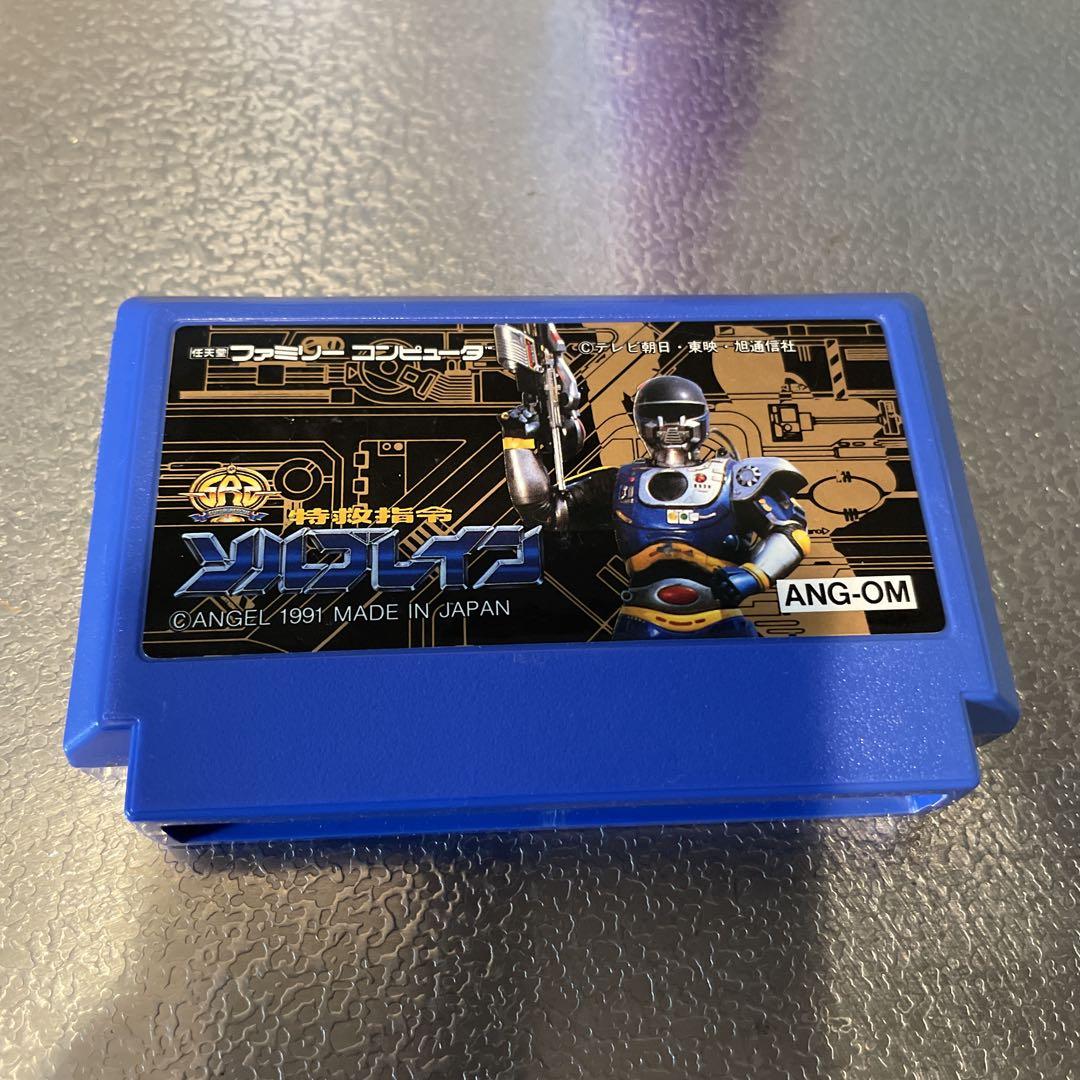 任天堂 ファミリー コンピュータ™
©テレビ朝日・東映・旭通信社
特救指令
ソルブレイン
©ANGEL 1991 MADE IN JAPAN
ANG-OM